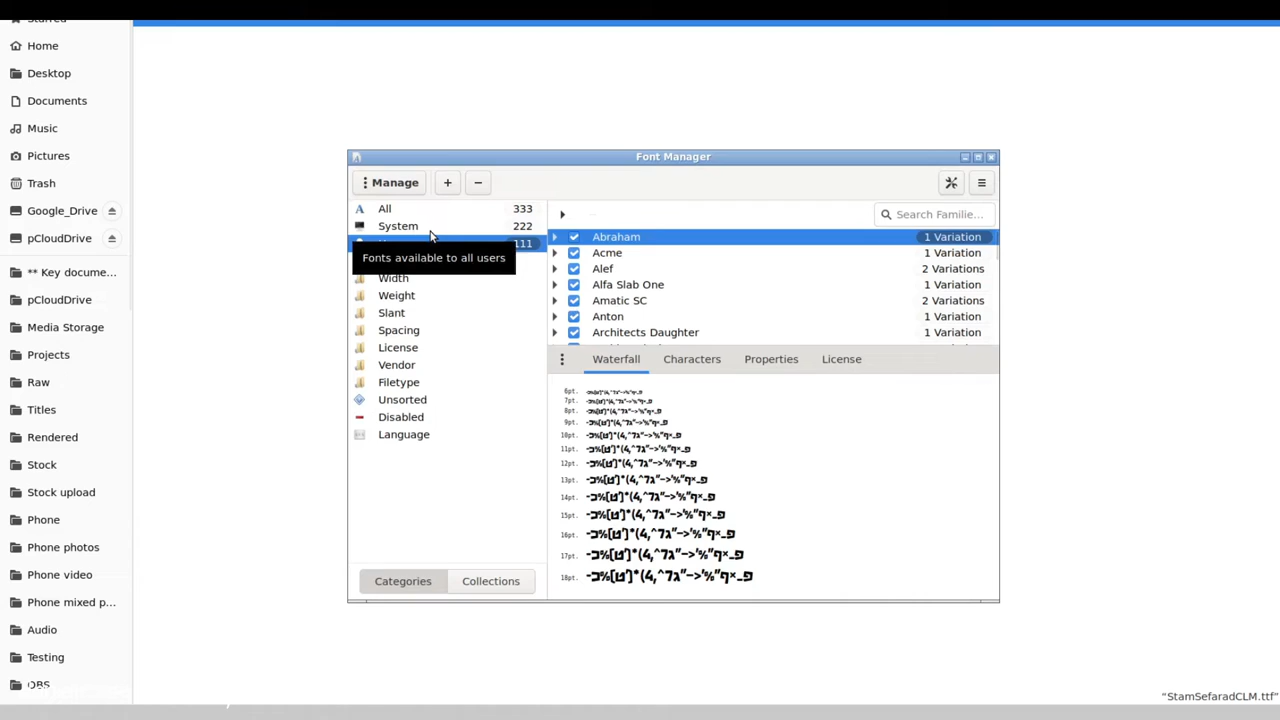 Home
Desktop
Documents
Music
Pictures
Trash
Google_Drive
pCloudDrive
** Key docume...
pCloudDrive
Media Storage
Projects
Raw
Titles
Rendered
Stock
Stock upload
Phone
Phone photos
Phone video
Phone mixed p...
Audio
Testing
OBS
Font Manager
Manage
All 333
System 222
111
Fonts available to all users
Width
Weight
Slant
Spacing
License
Vendor
Filetype
Unsorted
Disabled
Language
Categories Collections
Search Familie...
Abraham 1 Variation
Acme 1 Variation
Alef 2 Variations
Alfa Slab One 1 Variation
Amatic SC 2 Variations
Anton 1 Variation
Architects Daughter 1 Variation
Waterfall Characters Properties License
6pt.
7pt.
8pt.
9pt.
10pt.
11pt.
12pt.
13pt.
14pt.
15pt.
16pt.
17pt.
18pt.
“StamSefaradCLM.ttf”